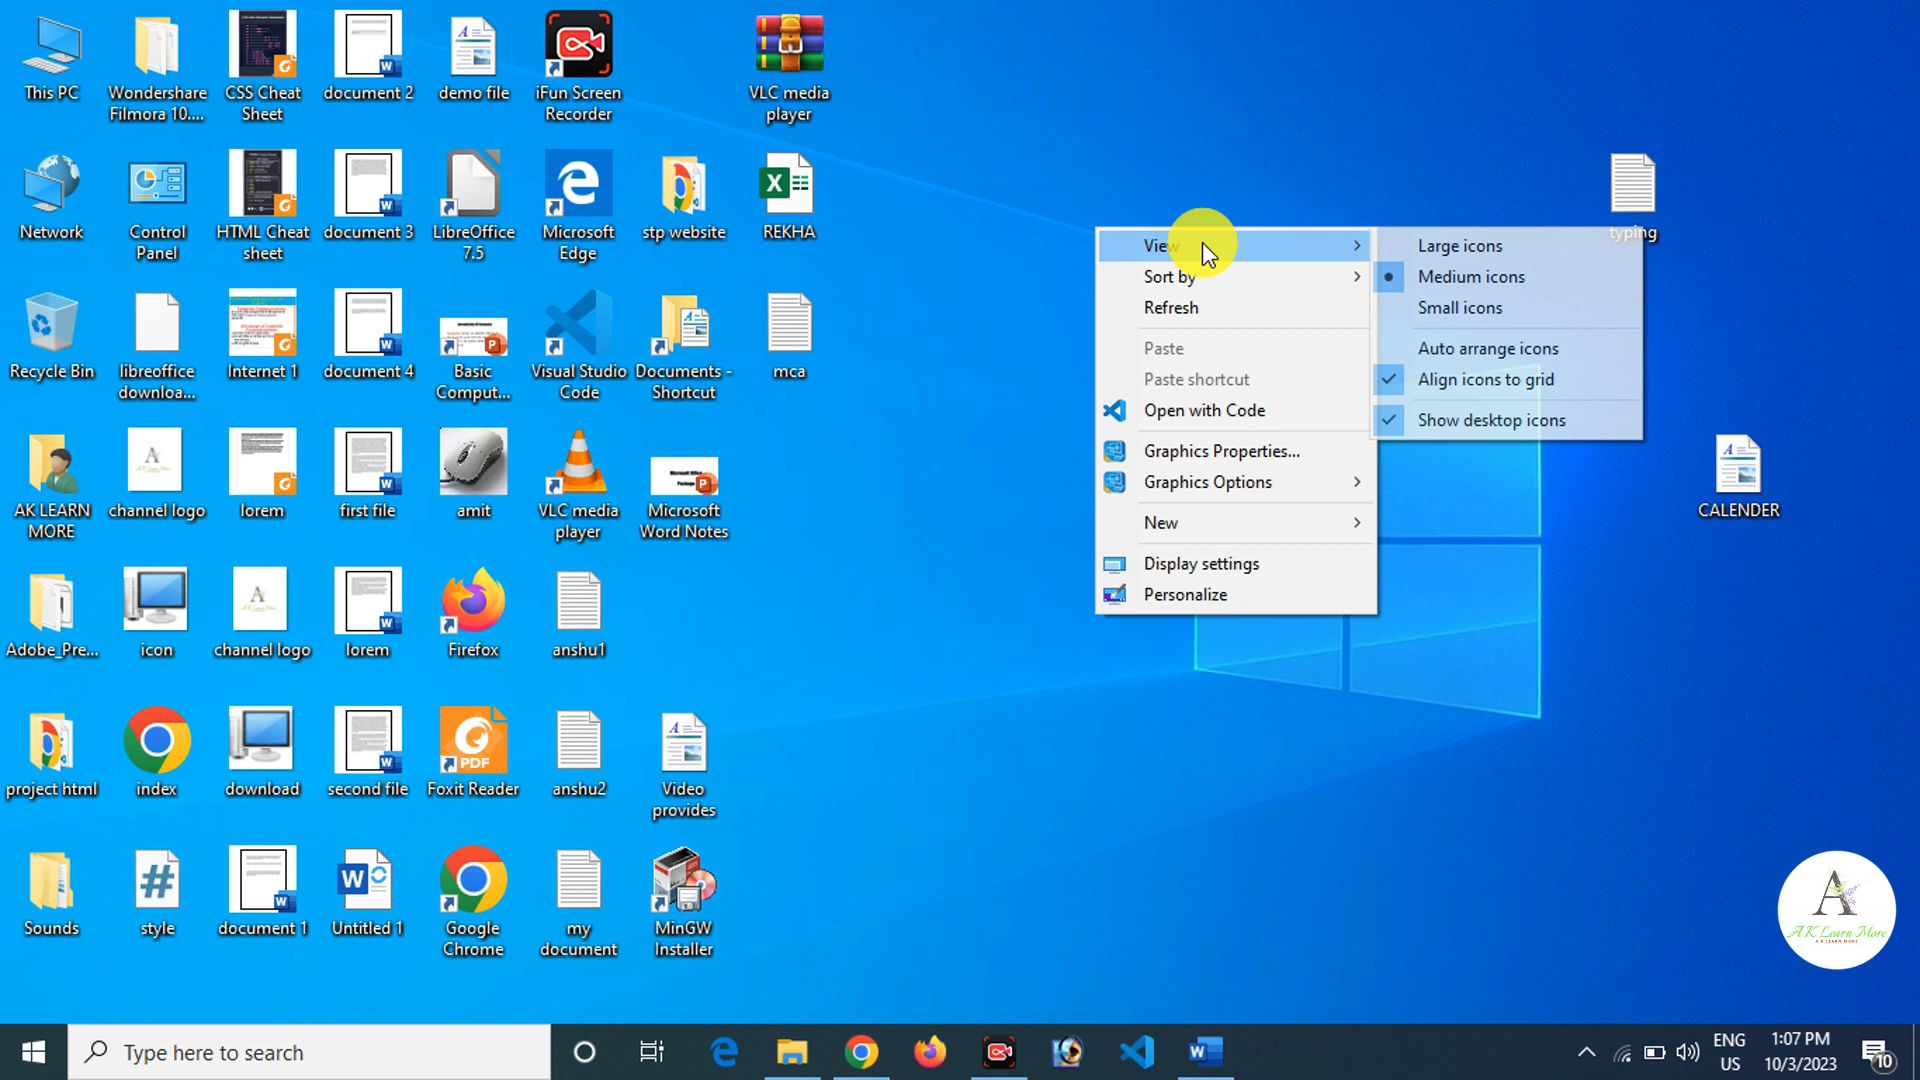 This PC
Wondershare
Filmora 10....
CSS Cheat
Sheet
document 2
demo file
iFun Screen
Recorder
VLC media
player
Network
Control
Panel
HTML Cheat
sheet
document 3
LibreOffice
7.5
Microsoft
Edge
stp website
REKHA
typing
Recycle Bin
libreoffice
downloa...
Internet 1
document 4
Basic
Comput...
Visual Studio
Code
Documents -
Shortcut
mca
AK LEARN
MORE
channel logo
lorem
first file
amit
VLC media
player
Microsoft
Word Notes
CALENDER
Adobe_Pre...
icon
channel logo
lorem
Firefox
anshu1
project html
index
download
second file
PDF
Foxit Reader
anshu2
Video
provides
Sounds
style
document 1
Untitled 1
Google
Chrome
my
document
MinGW
Installer
View
Sort by
Refresh
Paste
Paste shortcut
Open with Code
Graphics Properties...
Graphics Options
New
Display settings
Personalize
Large icons
Medium icons
Small icons
Auto arrange icons
Align icons to grid
Show desktop icons
A K Learn More
A K LEARN MORE
Type here to search
ENG
US
1:07 PM
10/3/2023
10